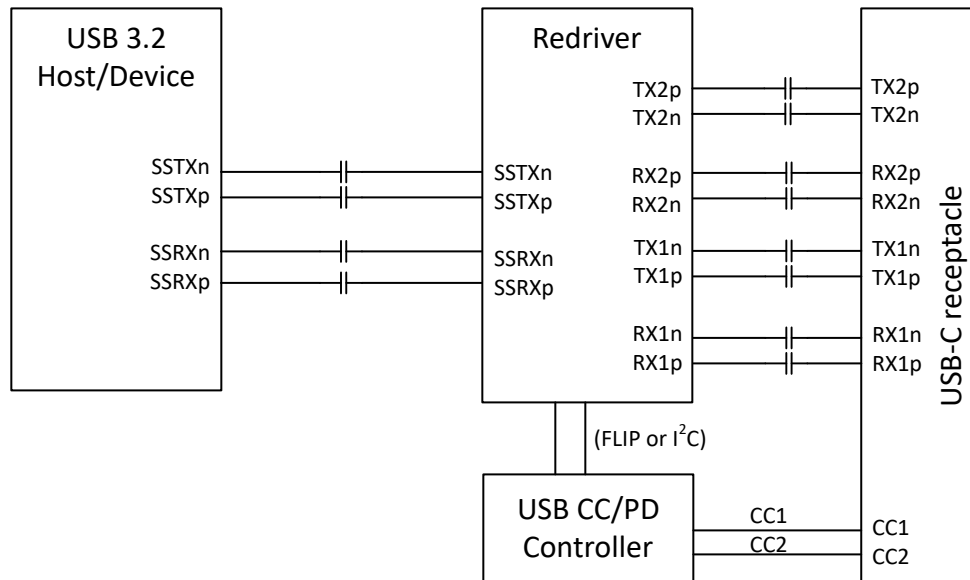 USB 3.2
Host/Device
SSTXn
SSTXp
SSRXn
SSRXp
Redriver
SSTXn
SSTXp
SSRXn
SSRXp
TX2p
TX2n
RX2p
RX2n
TX1n
TX1p
RX1n
RX1p
(FLIP or I²C)
USB CC/PD
Controller
CC1
CC2
TX2p
TX2n
RX2p
RX2n
TX1n
TX1p
RX1n
RX1p
CC1
CC2
USB-C receptacle